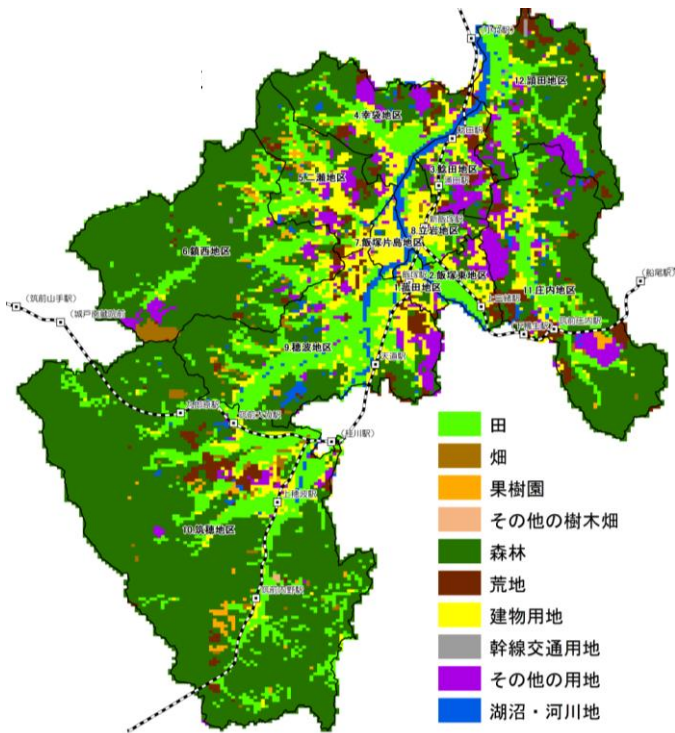 12.頴田地区
4.幸袋地区
3.鯰田地区
5.二瀬地区
8.立岩地区
7.飯塚片島地区
6.鎮西地区
2.飯塚東地区
1.菰田地区
11.庄内地区
(船尾駅)
(筑前山手駅)
9.穂波地区
天道駅
(桂川駅)
上穂波駅
10.筑穂地区
田
畑
果樹園
その他の樹木畑
森林
荒地
建物用地
幹線交通用地
その他の用地
湖沼・河川地